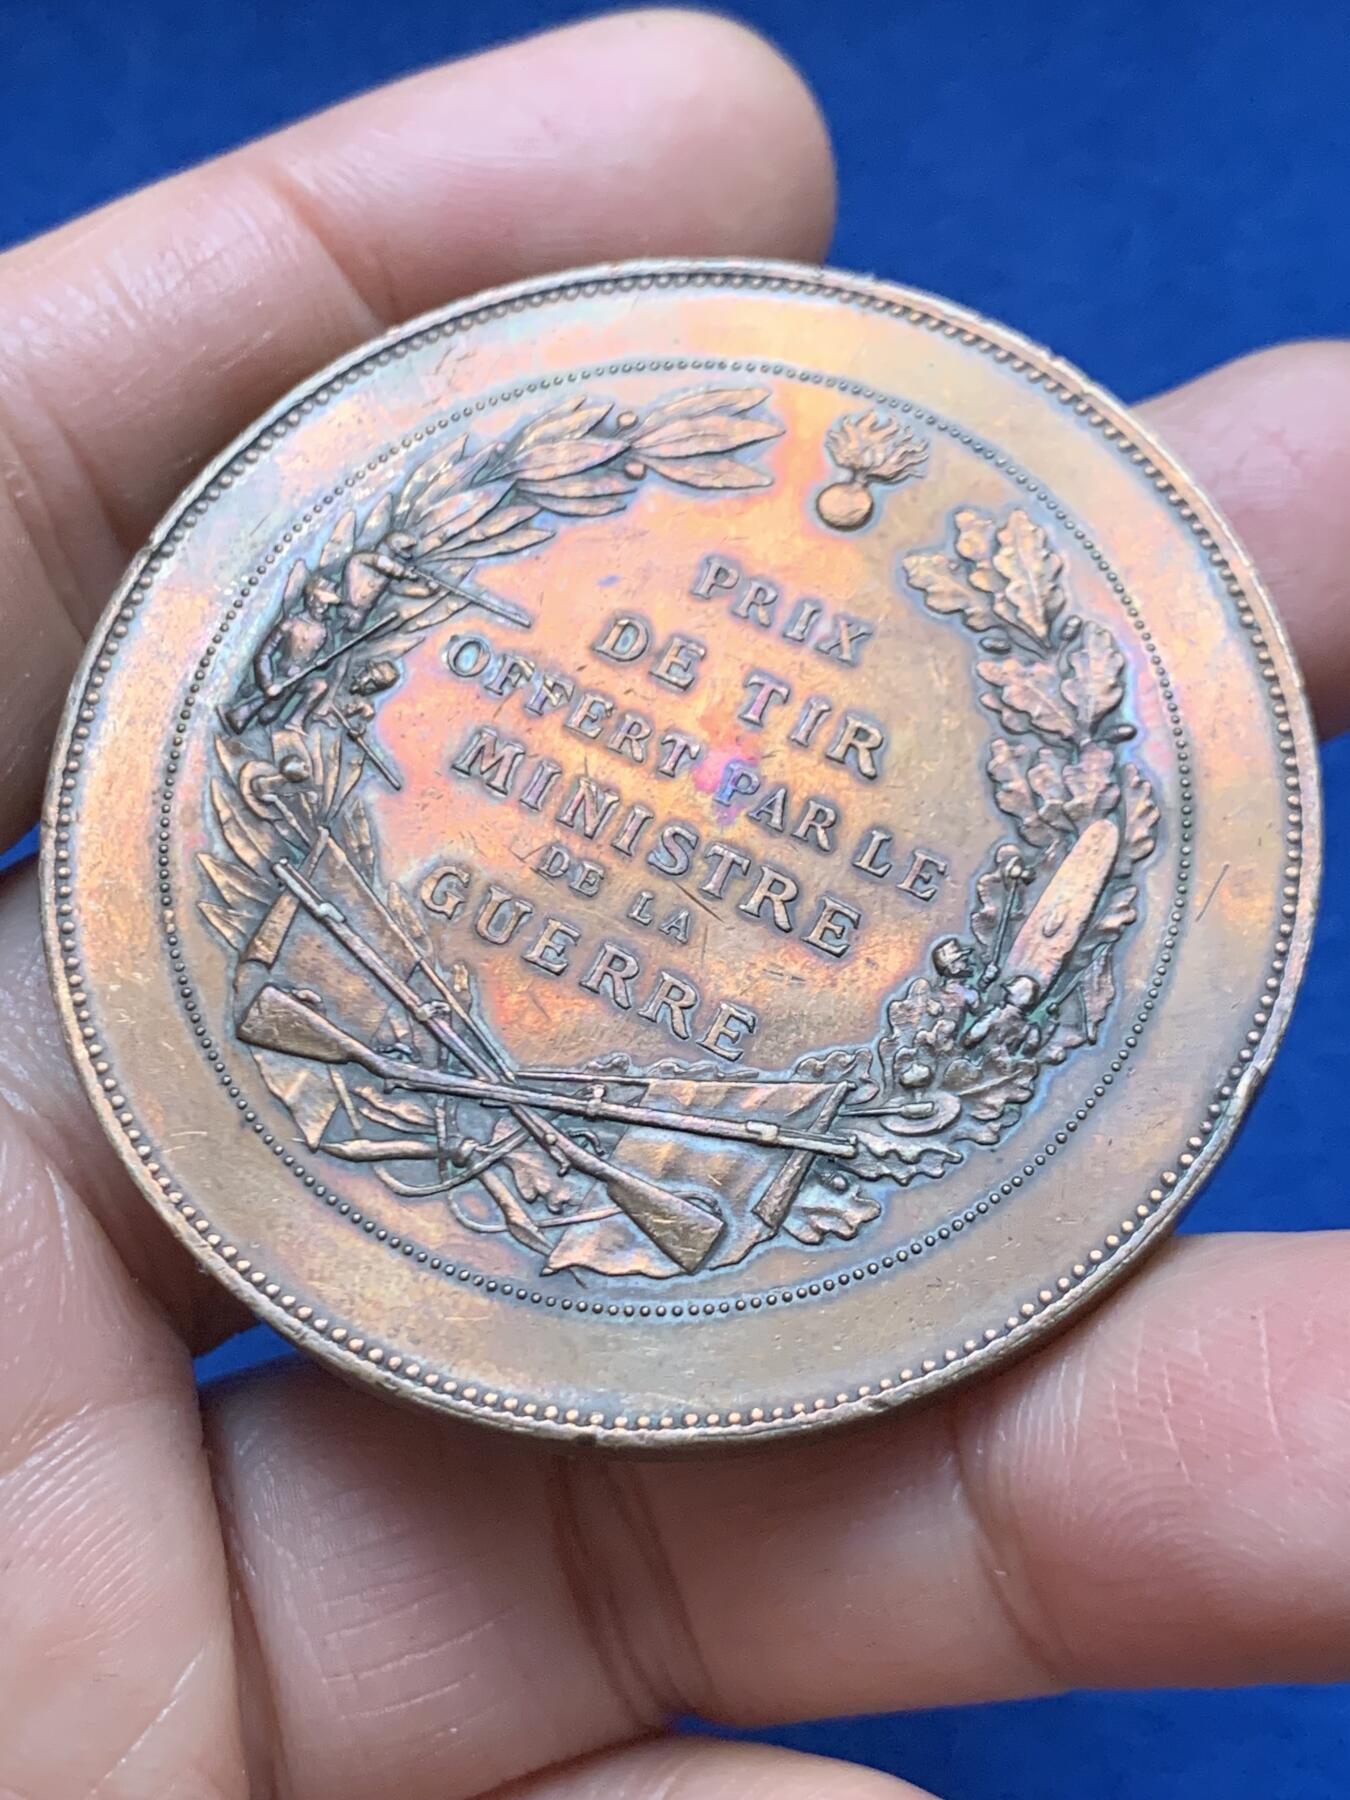 PRIX
DE TIR
OFFERT PAR LE
MINISTRE
DE LA
GUERRE